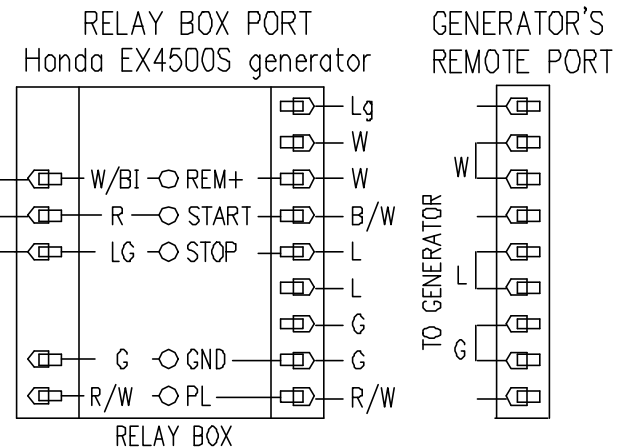 RELAY BOX PORT
Honda EX4500S generator
GENERATOR'S
REMOTE PORT
Lg
W
W/BI REM+ W
R START B/W
LG STOP L
L
G
G GND G
R/W PL R/W
RELAY BOX
TO GENERATOR
W
L
G